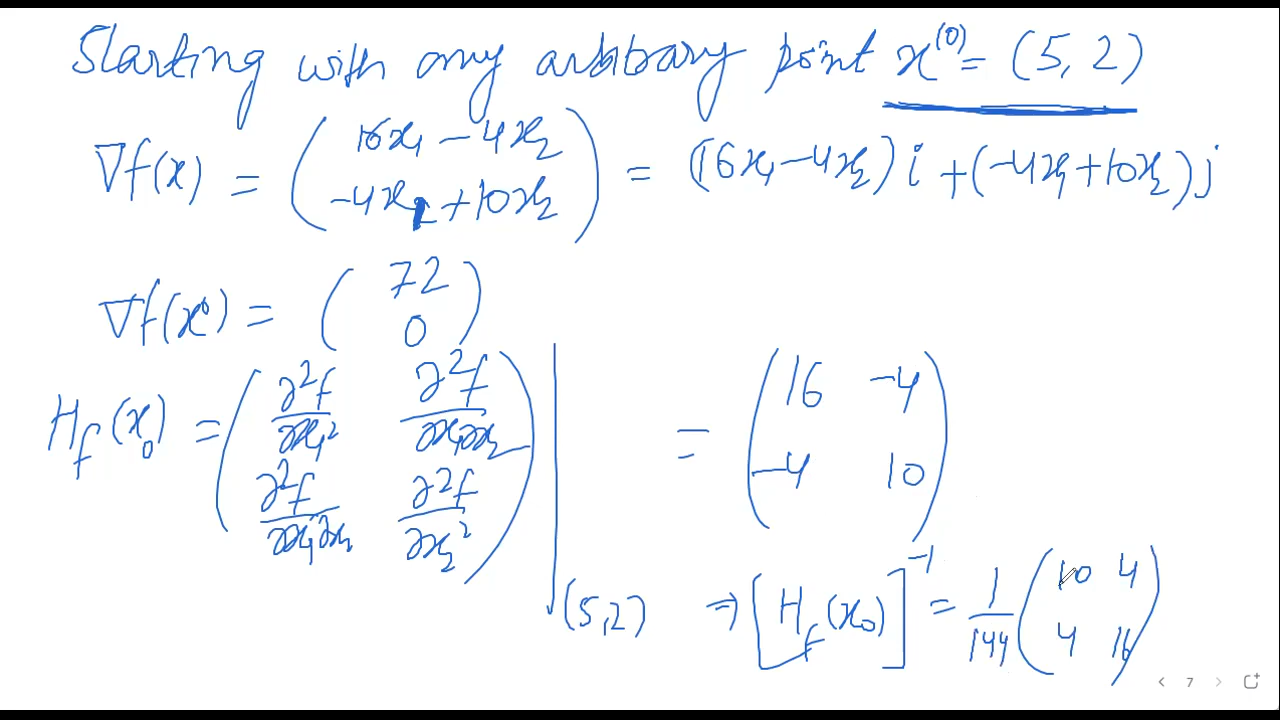 Starting with any arbitrary point x^(0) = (5, 2)
∇f(x) = ( 16x₁ − 4x₂ ; −4x₁ + 10x₂ ) = (16x₁ − 4x₂) i + (−4x₁ + 10x₂) j
∇f(x⁰) = ( 72 ; 0 )
H_f(x₀) = ( ∂²f/∂x₁² ∂²f/∂x₁∂x₂ ; ∂²f/∂x₁∂x₂ ∂²f/∂x₂² ) |(5,2) = ( 16 −4 ; −4 10 )
⇒ [H_f(x₀)]⁻¹ = 1/144 ( 10 4 ; 4 16 )
7